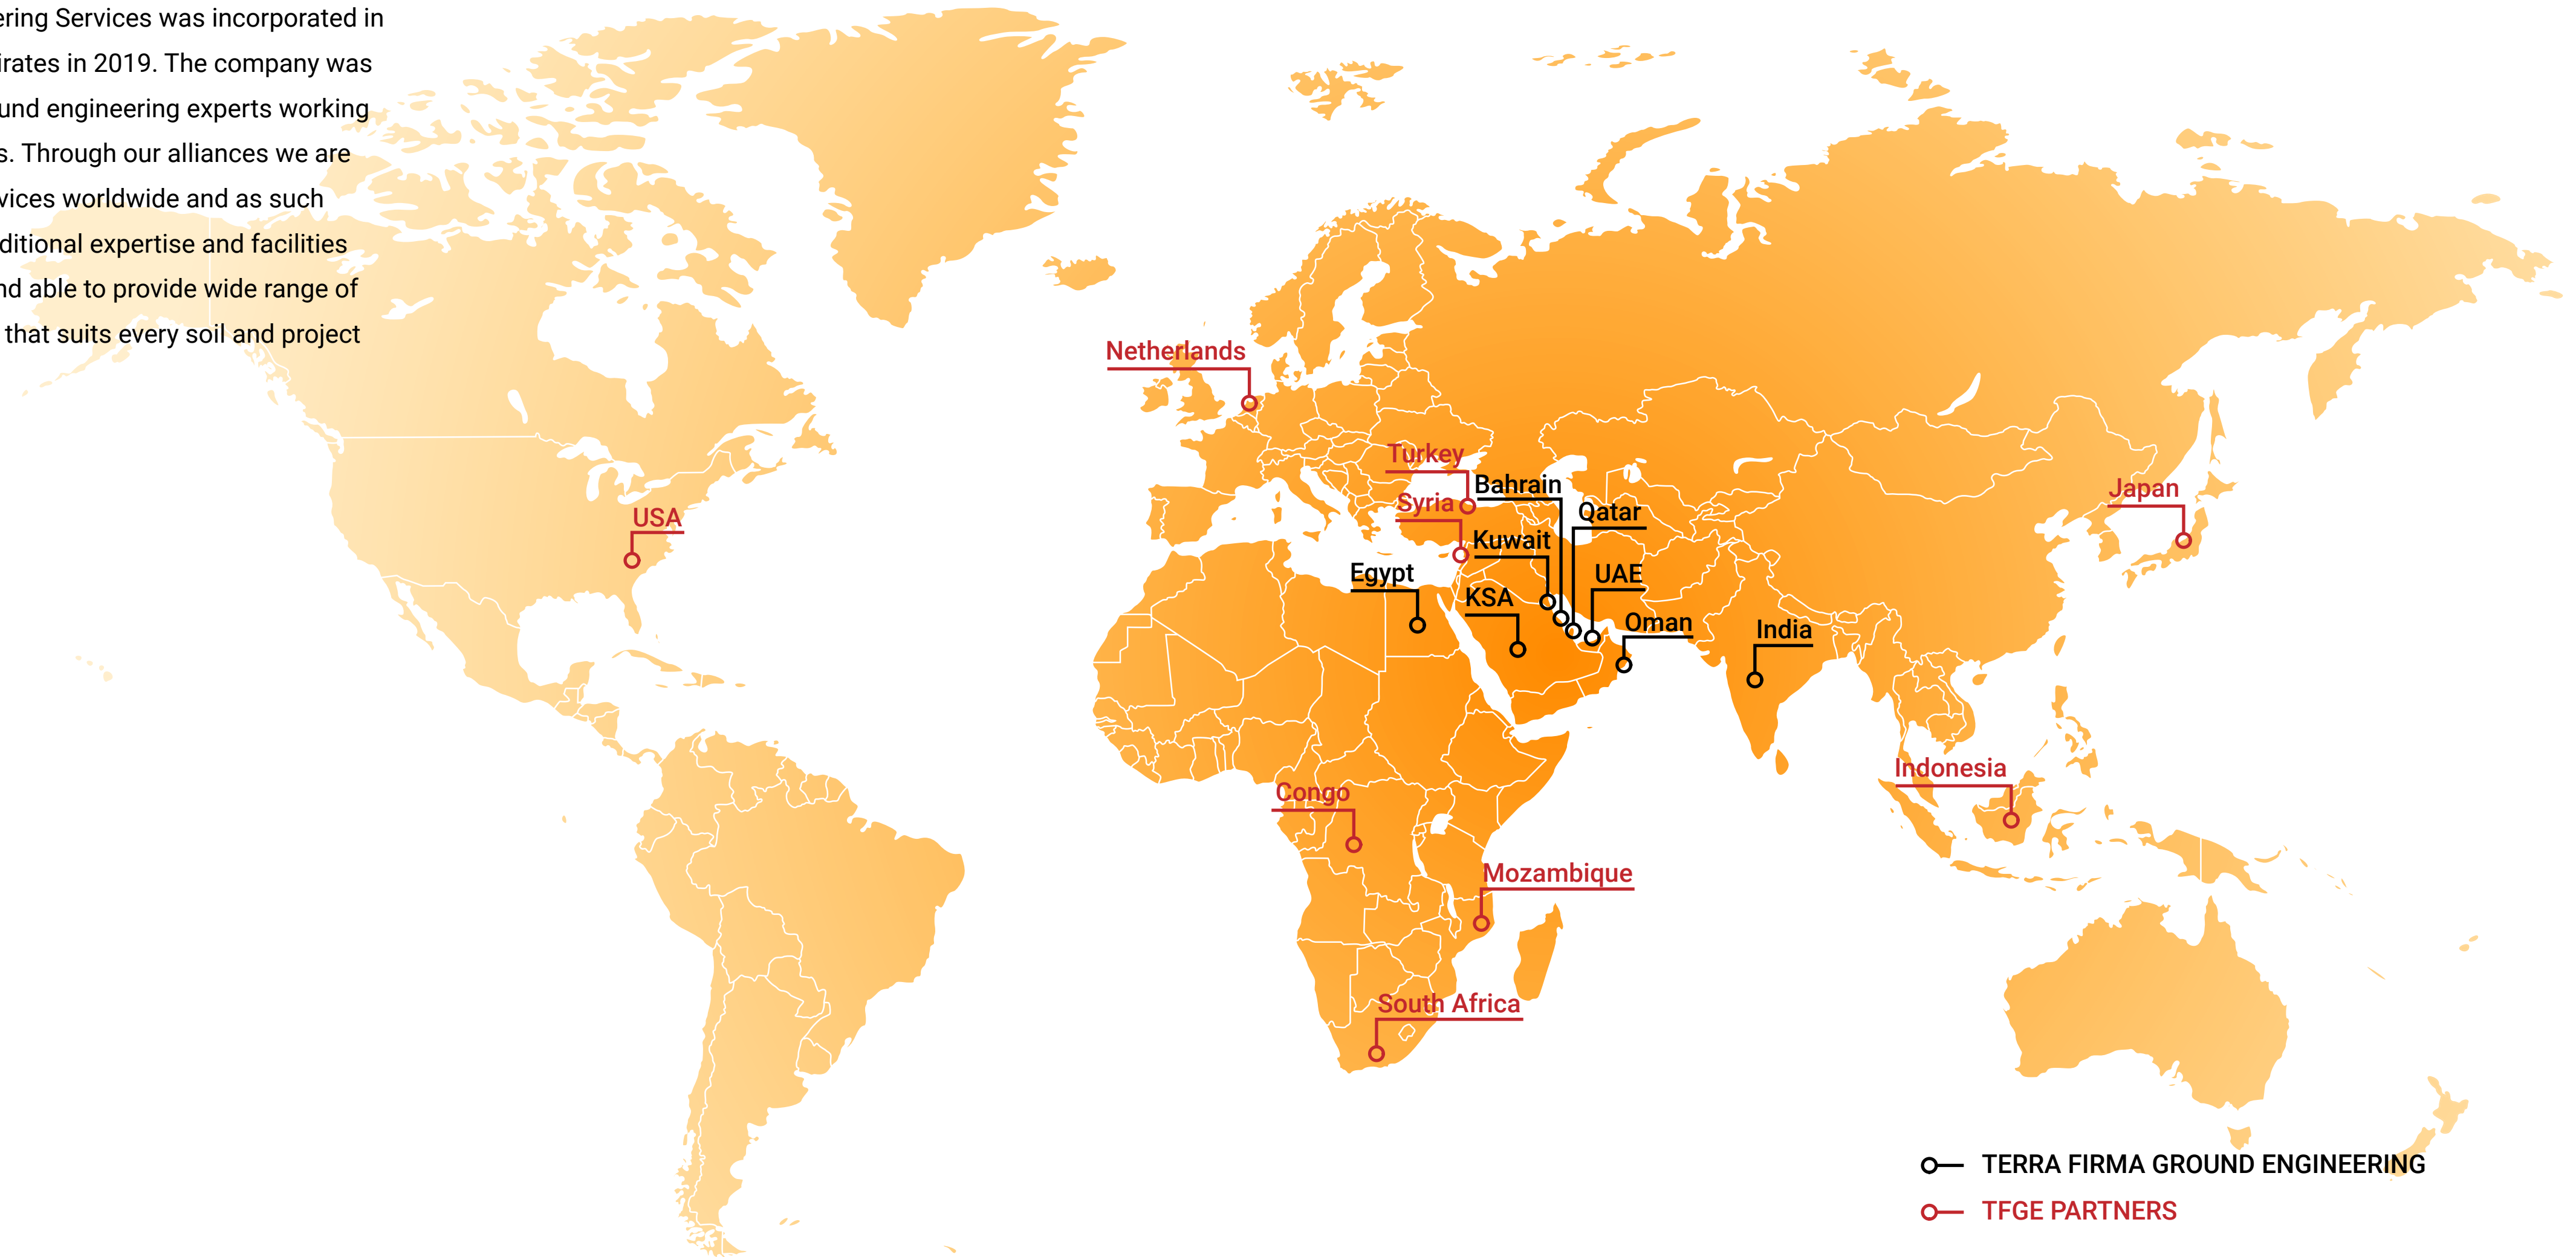 ering Services was incorporated in
irates in 2019. The company was
und engineering experts working
s. Through our alliances we are
vices worldwide and as such
ditional expertise and facilities
nd able to provide wide range of
that suits every soil and project
Netherlands
Turkey
Bahrain
Syria
Qatar
Japan
USA
Kuwait
Egypt
UAE
KSA
Oman
India
Indonesia
Congo
Mozambique
South Africa
TERRA FIRMA GROUND ENGINEERING
TFGE PARTNERS